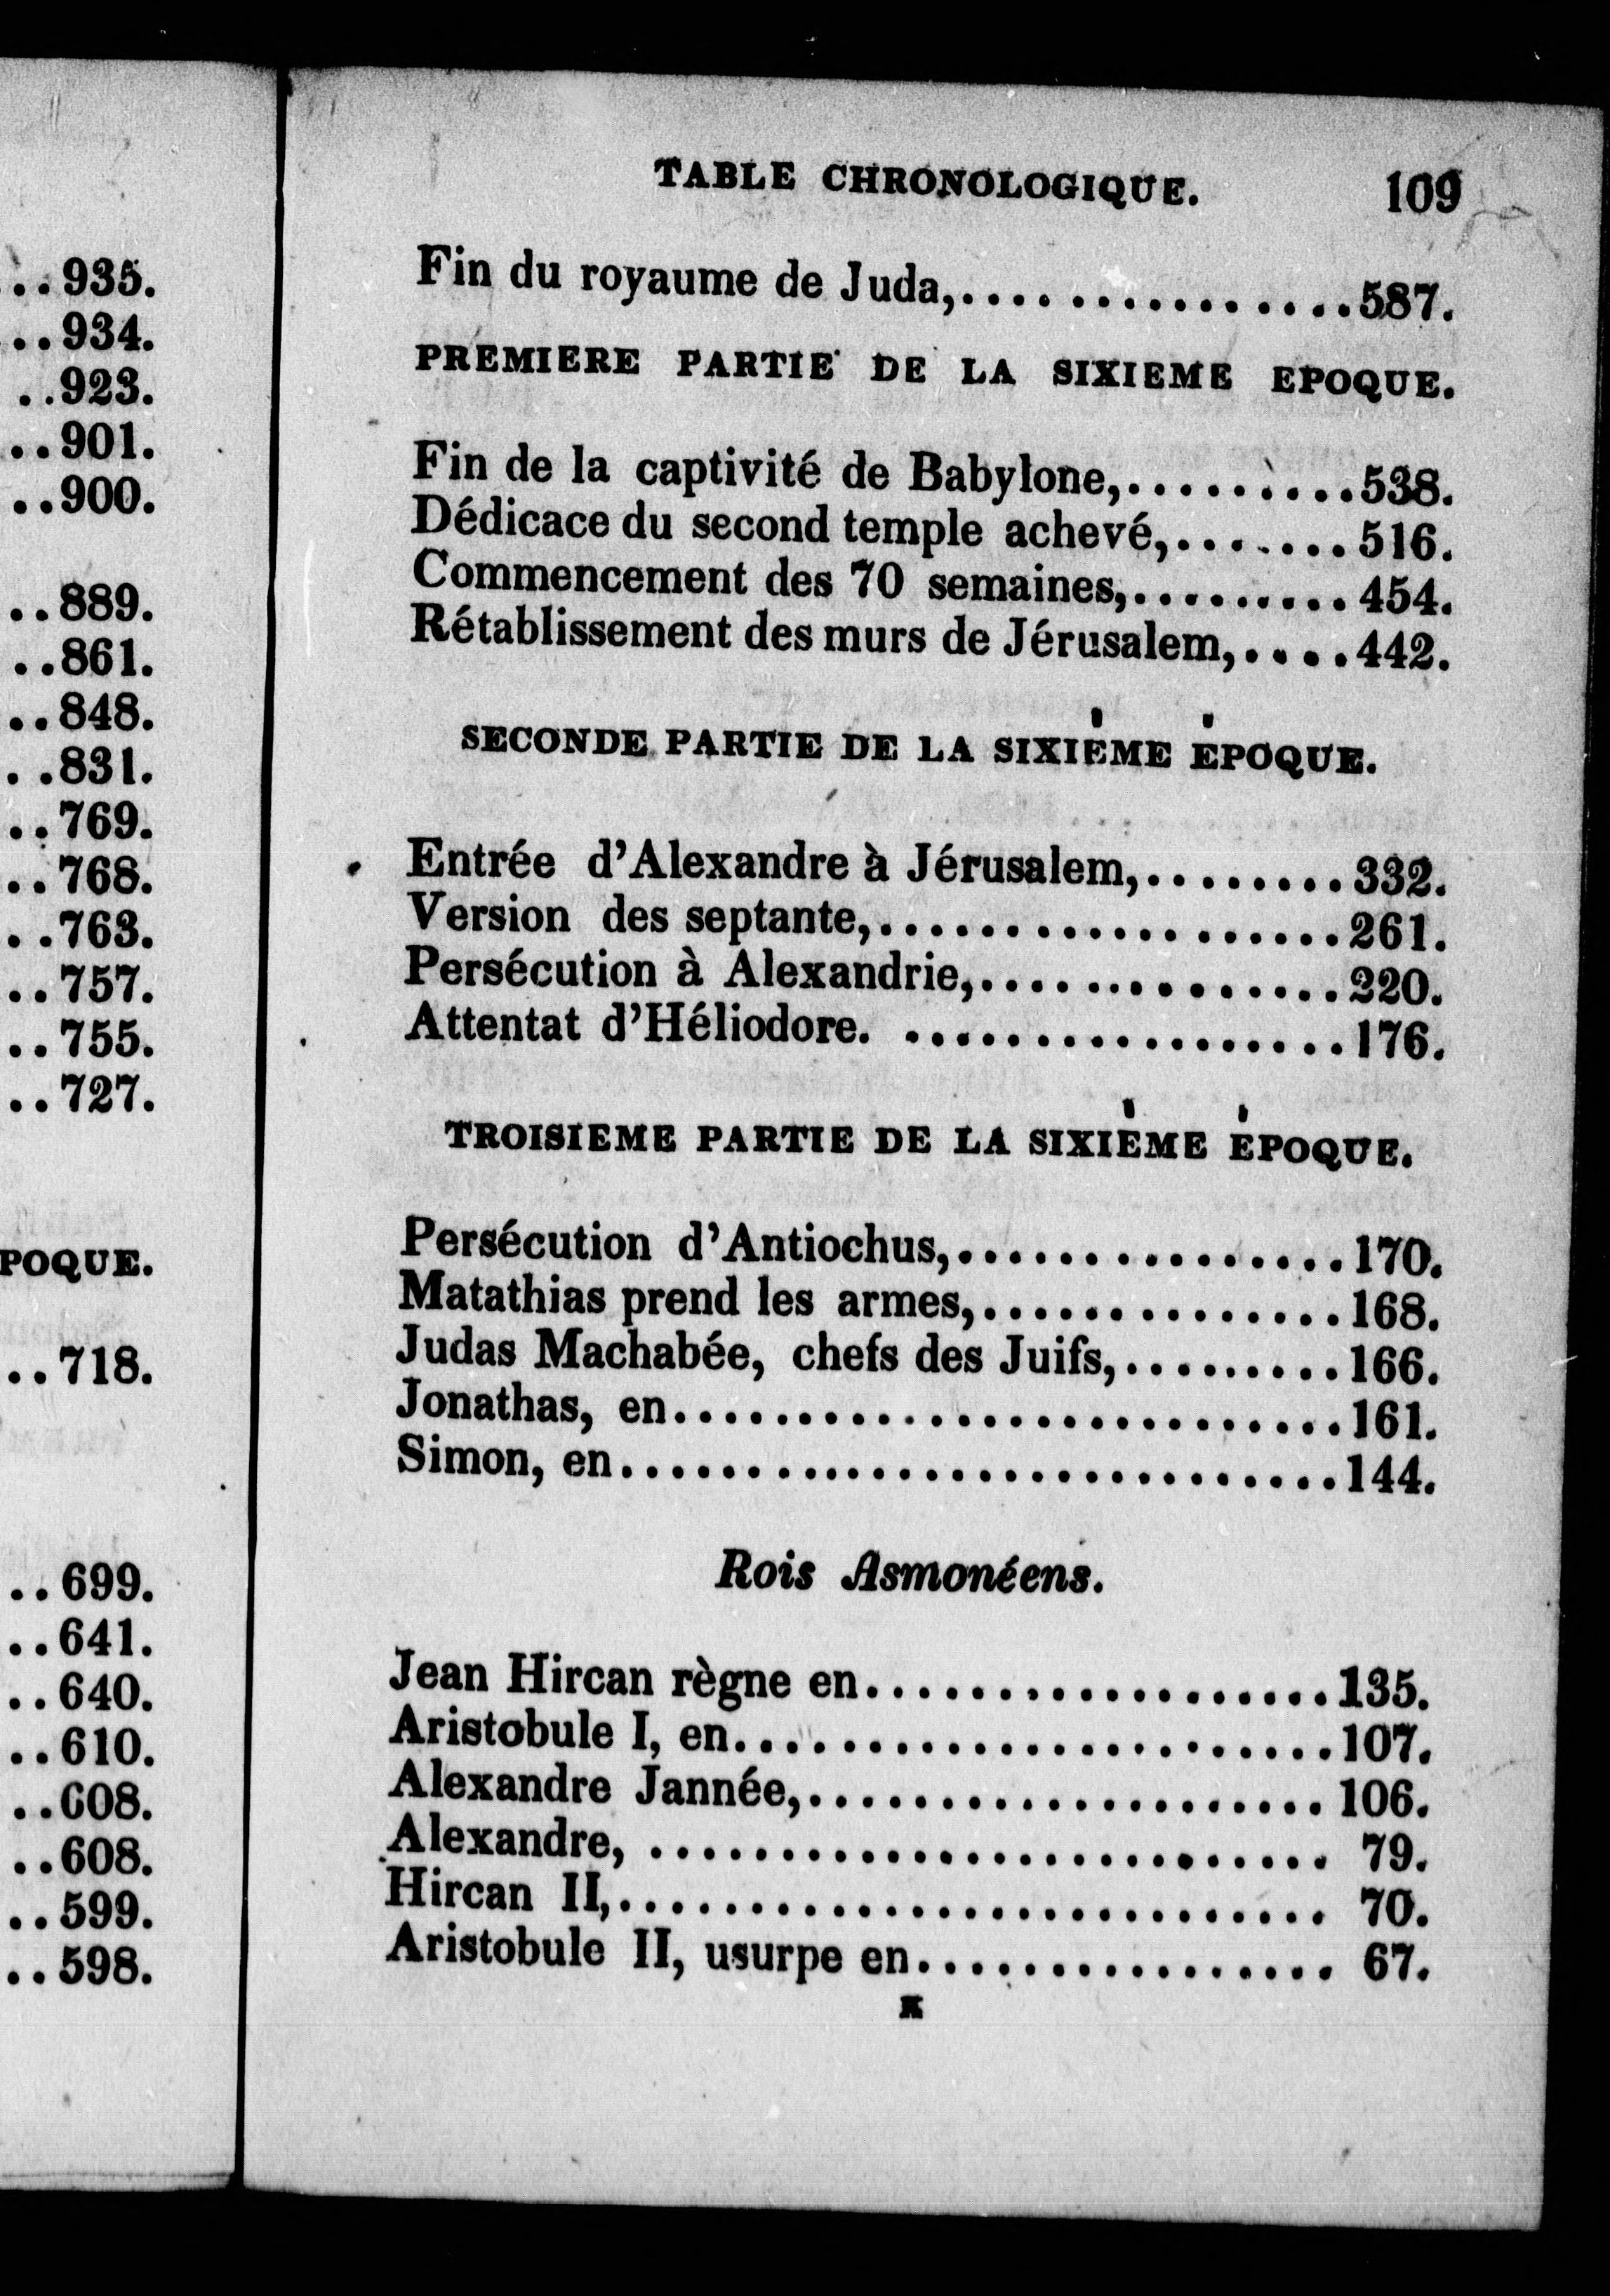 ..935.
..934.
..923.
..901.
..900.
..889.
..861.
..848.
..831.
..769.
..768.
..763.
..757.
..755.
..727.
POQUE.
..718.
..699.
..641.
..640.
..610.
..608.
..608.
..599.
..598.
TABLE CHRONOLOGIQUE. 109
Fin du royaume de Juda,................587.
PREMIERE PARTIE DE LA SIXIEME EPOQUE.
Fin de la captivité de Babylone,.........538.
Dédicace du second temple achevé,.......516.
Commencement des 70 semaines,.........454.
Rétablissement des murs de Jérusalem,....442.
SECONDE PARTIE DE LA SIXIÈME ÉPOQUE.
Entrée d'Alexandre à Jérusalem,........332.
Version des septante,..................261.
Persécution à Alexandrie,..............220.
Attentat d'Héliodore. .................176.
TROISIEME PARTIE DE LA SIXIÈME ÉPOQUE.
Persécution d'Antiochus,...............170.
Matathias prend les armes,..............168.
Judas Machabée, chefs des Juifs,.........166.
Jonathas, en..........................161.
Simon, en............................144.
Rois Asmonéens.
Jean Hircan règne en..................135.
Aristobule I, en.......................107.
Alexandre Jannée,....................106.
Alexandre, .......................... 79.
Hircan II,............................ 70.
Aristobule II, usurpe en................ 67.
K